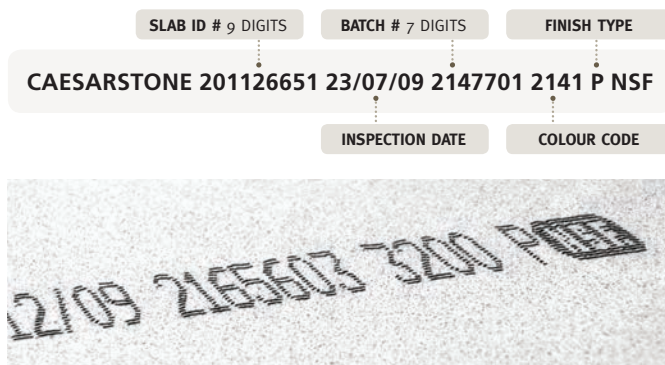 SLAB ID # 9 DIGITS BATCH # 7 DIGITS FINISH TYPE
CAESARSTONE 201126651 23/07/09 2147701 2141 P NSF
INSPECTION DATE COLOUR CODE
12/09 2165603 3200 P NSF